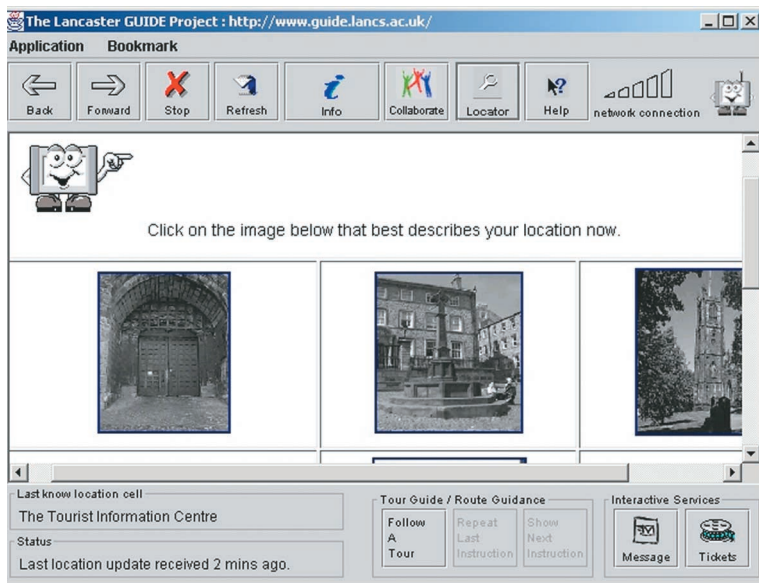 The Lancaster GUIDE Project : http://www.guide.lancs.ac.uk/
Application Bookmark
Back Forward Stop Refresh Info Collaborate Locator Help network connection
Click on the image below that best describes your location now.
Last know location cell
The Tourist Information Centre
Status
Last location update received 2 mins ago.
Tour Guide / Route Guidance
Follow
A
Tour
Repeat
Last
Instruction
Show
Next
Instruction
Interactive Services
Message
Tickets